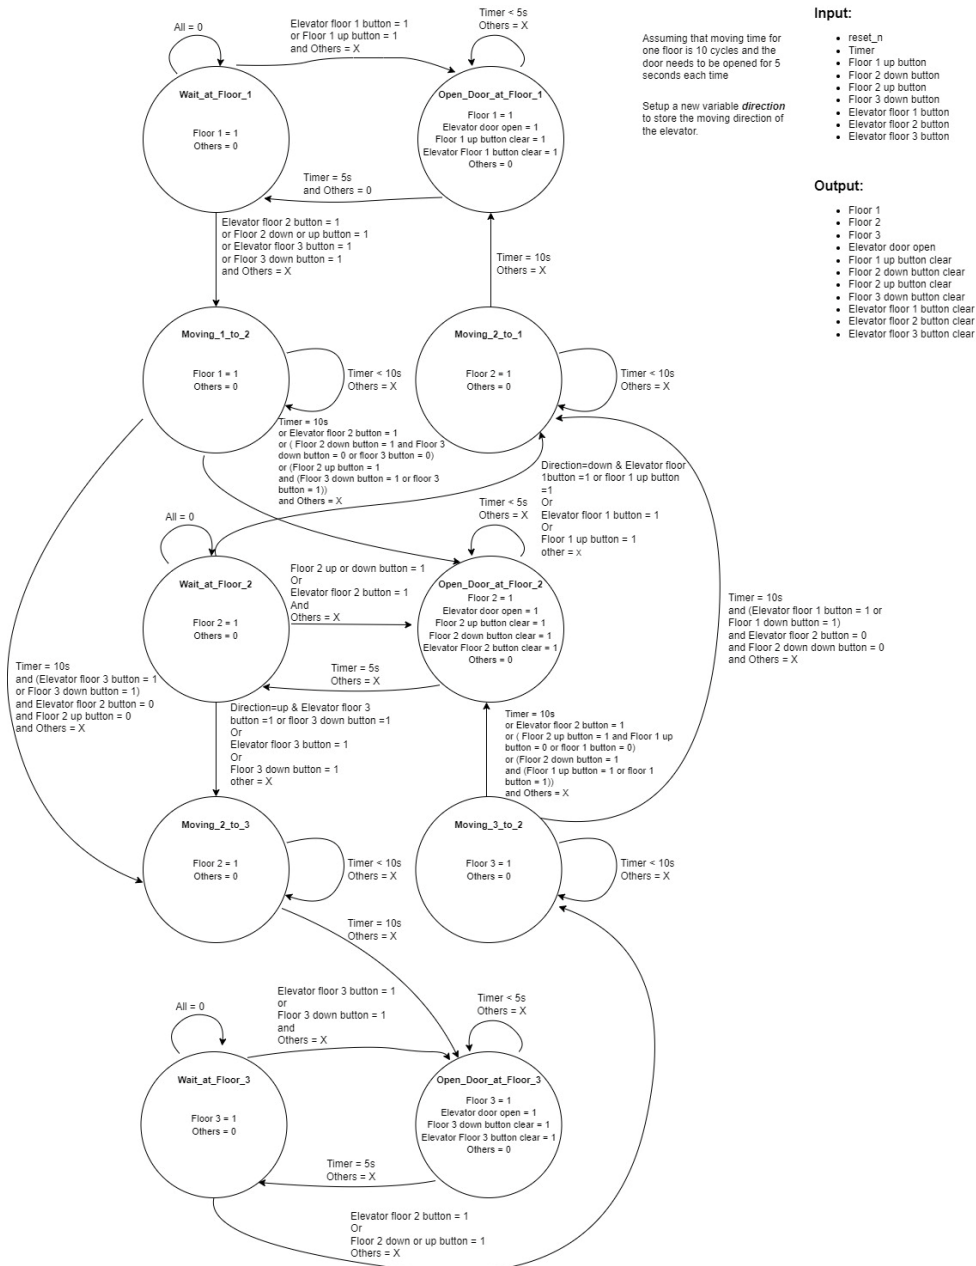 All = 0
Elevator floor 1 button = 1
or Floor 1 up button = 1
and Others = X
Timer < 5s
Others = X
Wait_at_Floor_1
Floor 1 = 1
Others = 0
Open_Door_at_Floor_1
Floor 1 = 1
Elevator door open = 1
Floor 1 up button clear = 1
Elevator Floor 1 button clear = 1
Others = 0
Timer = 5s
and Others = 0
Assuming that moving time for
one floor is 10 cycles and the
door needs to be opened for 5
seconds each time
Setup a new variable direction
to store the moving direction of
the elevator.
Input:
reset_n
Timer
Floor 1 up button
Floor 2 down button
Floor 2 up button
Floor 3 down button
Elevator floor 1 button
Elevator floor 2 button
Elevator floor 3 button
Output:
Floor 1
Floor 2
Floor 3
Elevator door open
Floor 1 up button clear
Floor 2 down button clear
Floor 2 up button clear
Floor 3 down button clear
Elevator floor 1 button clear
Elevator floor 2 button clear
Elevator floor 3 button clear
Elevator floor 2 button = 1
or Floor 2 down or up button = 1
or Elevator floor 3 button = 1
or Floor 3 down button = 1
and Others = X
Timer = 10s
Others = X
Moving_1_to_2
Floor 1 = 1
Others = 0
Timer < 10s
Others = X
Moving_2_to_1
Floor 2 = 1
Others = 0
Timer < 10s
Others = X
Timer = 10s
or Elevator floor 2 button = 1
or ( Floor 2 down button = 1 and Floor 3
down button = 0 or floor 3 button = 0)
or (Floor 2 up button = 1
and (Floor 3 down button = 1 or floor 3
button = 1))
and Others = X
Direction=down & Elevator floor
1button =1 or floor 1 up button
=1
Or
Elevator floor 1 button = 1
Or
Floor 1 up button = 1
other = x
All = 0
Timer < 5s
Others = X
Wait_at_Floor_2
Floor 2 = 1
Others = 0
Floor 2 up or down button = 1
Or
Elevator floor 2 button = 1
And
Others = X
Open_Door_at_Floor_2
Floor 2 = 1
Elevator door open = 1
Floor 2 up button clear = 1
Floor 2 down button clear = 1
Elevator Floor 2 button clear = 1
Others = 0
Timer = 5s
Others = X
Timer = 10s
and (Elevator floor 1 button = 1 or
Floor 1 down button = 1)
and Elevator floor 2 button = 0
and Floor 2 down down button = 0
and Others = X
Timer = 10s
and (Elevator floor 3 button = 1
or Floor 3 down button = 1)
and Elevator floor 2 button = 0
and Floor 2 up button = 0
and Others = X
Direction=up & Elevator floor 3
button =1 or floor 3 down button =1
Or
Elevator floor 3 button = 1
Or
Floor 3 down button = 1
other = X
Timer = 10s
or Elevator floor 2 button = 1
or ( Floor 2 up button = 1 and Floor 1 up
button = 0 or floor 1 button = 0)
or (Floor 2 down button = 1
and (Floor 1 up button = 1 or floor 1
button = 1))
and Others = X
Moving_2_to_3
Floor 2 = 1
Others = 0
Timer < 10s
Others = X
Moving_3_to_2
Floor 3 = 1
Others = 0
Timer < 10s
Others = X
Timer = 10s
Others = X
All = 0
Elevator floor 3 button = 1
or
Floor 3 down button = 1
and
Others = X
Timer < 5s
Others = X
Wait_at_Floor_3
Floor 3 = 1
Others = 0
Open_Door_at_Floor_3
Floor 3 = 1
Elevator door open = 1
Floor 3 down button clear = 1
Elevator Floor 3 button clear = 1
Others = 0
Timer = 5s
Others = X
Elevator floor 2 button = 1
Or
Floor 2 down or up button = 1
Others = X